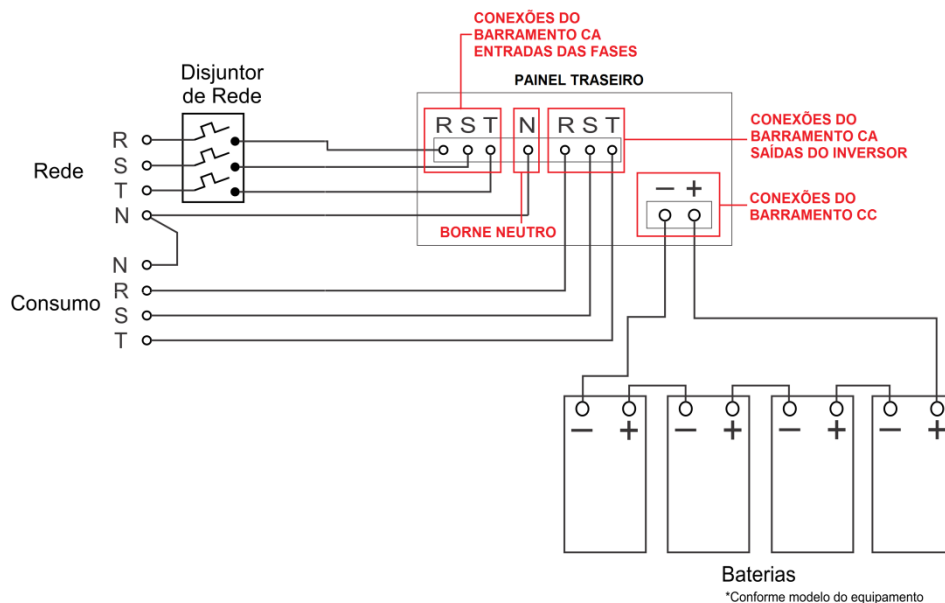 CONEXÕES DO
BARRAMENTO CA
ENTRADAS DAS FASES
Disjuntor
de Rede
PAINEL TRASEIRO
R S T
N
R S T
CONEXÕES DO
BARRAMENTO CA
SAÍDAS DO INVERSOR
Rede
R
S
T
N
− +
CONEXÕES DO
BARRAMENTO CC
BORNE NEUTRO
Consumo
N
R
S
T
− +
− +
− +
− +
Baterias
*Conforme modelo do equipamento